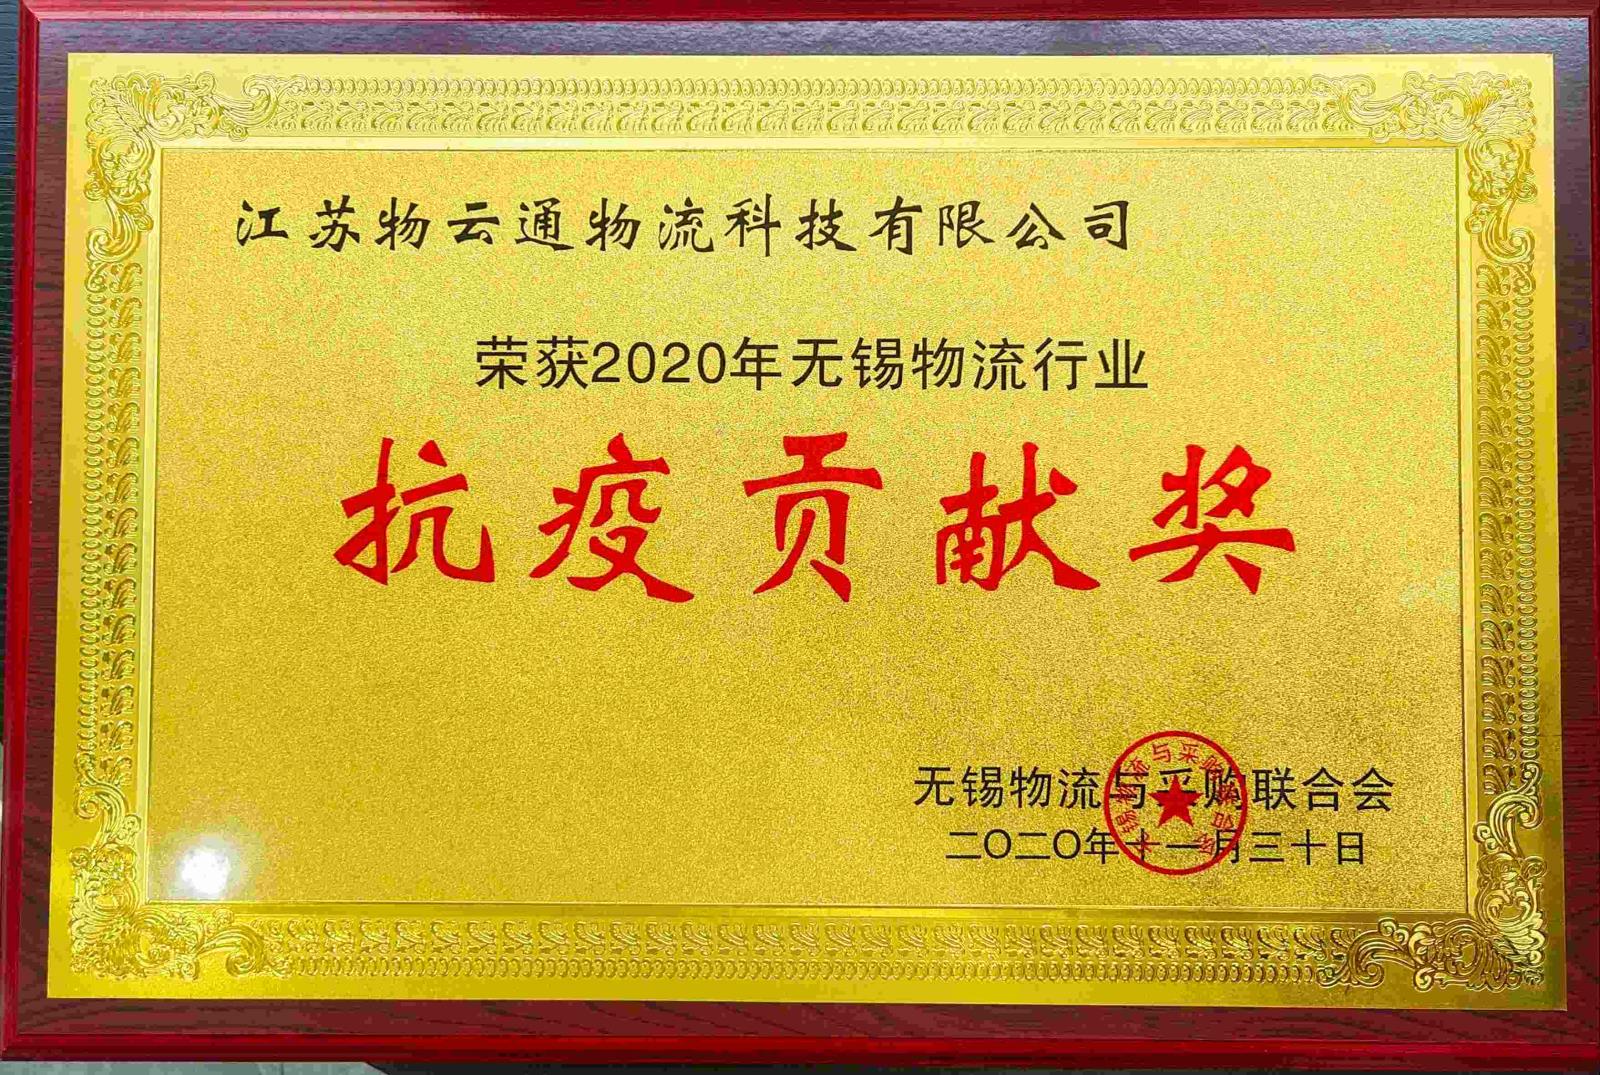 江苏物云通物流科技有限公司
荣获2020年无锡物流行业
抗疫贡献奖
无锡物流与采购联合会
二〇二〇年十一月三十日